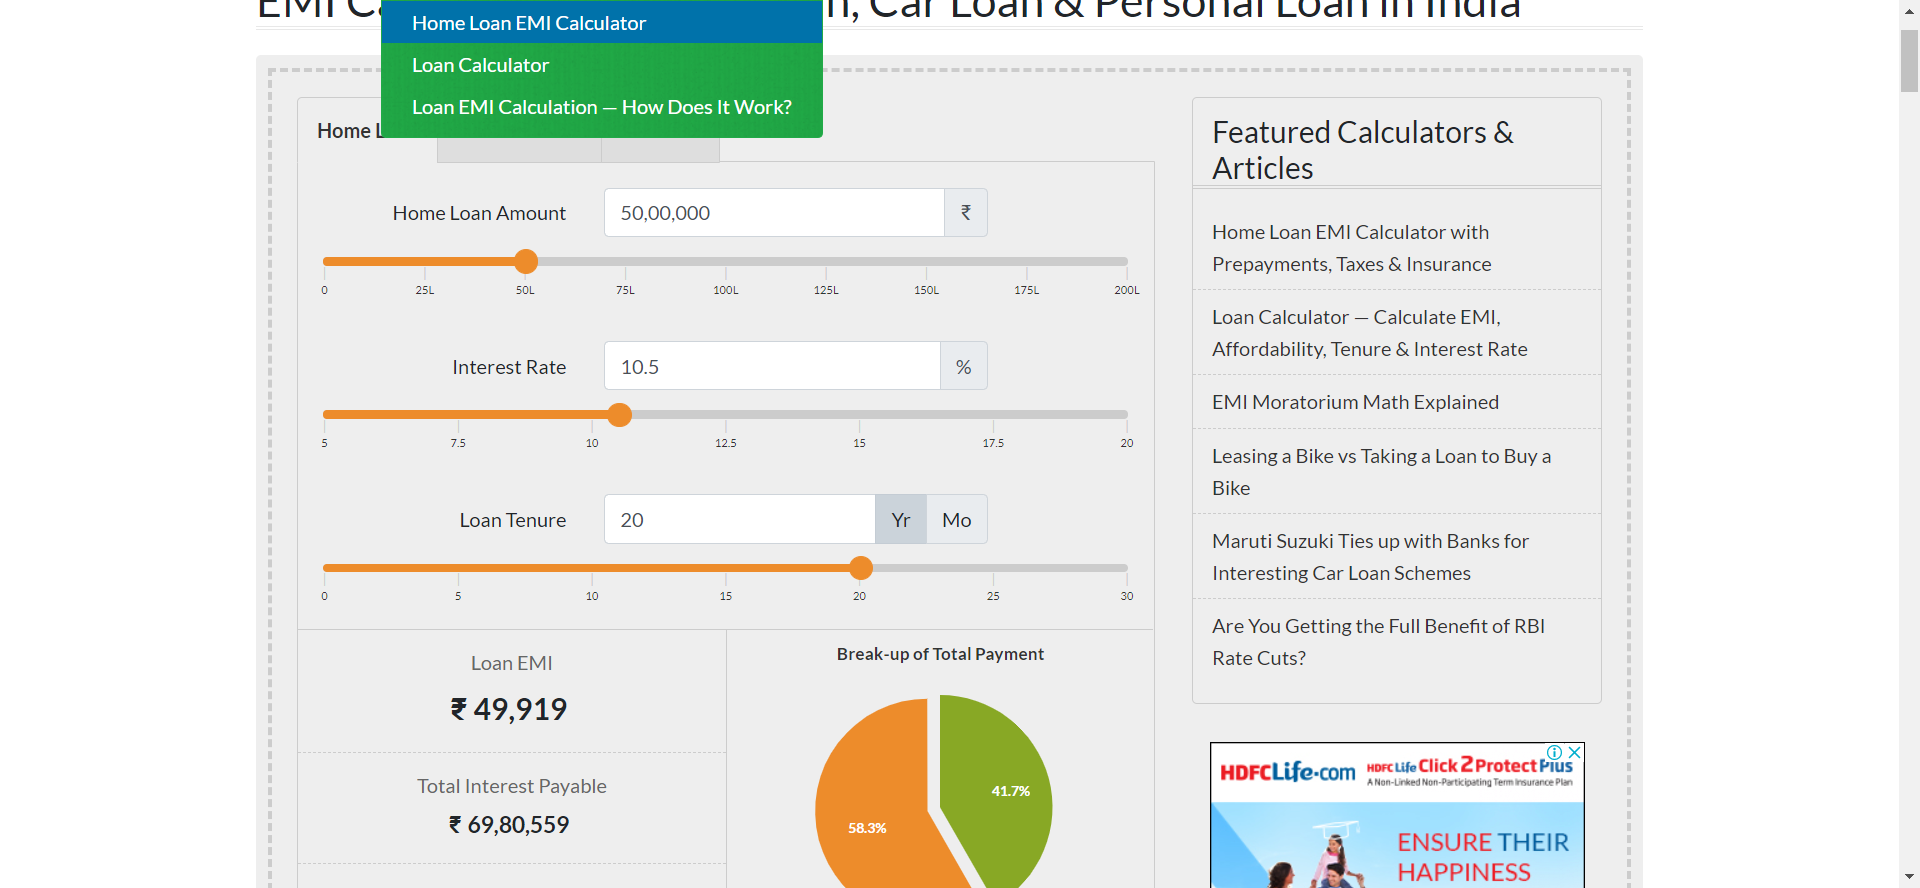 EMI Ca n, Car Loan & Personal Loan in India
Home Loan EMI Calculator
Loan Calculator
Loan EMI Calculation — How Does It Work?
Home L
Home Loan Amount
50,00,000
₹
0 25L 50L 75L 100L 125L 150L 175L 200L
Interest Rate
10.5
%
5 7.5 10 12.5 15 17.5 20
Loan Tenure
20
Yr
Mo
0 5 10 15 20 25 30
Loan EMI
₹ 49,919
Total Interest Payable
₹ 69,80,559
Break-up of Total Payment
41.7%
58.3%
Featured Calculators &
Articles
Home Loan EMI Calculator with
Prepayments, Taxes & Insurance
Loan Calculator — Calculate EMI,
Affordability, Tenure & Interest Rate
EMI Moratorium Math Explained
Leasing a Bike vs Taking a Loan to Buy a
Bike
Maruti Suzuki Ties up with Banks for
Interesting Car Loan Schemes
Are You Getting the Full Benefit of RBI
Rate Cuts?
HDFCLife.com
HDFC Life Click 2 Protect Plus
A Non-Linked Non-Participating Term Insurance Plan
ENSURE THEIR
HAPPINESS